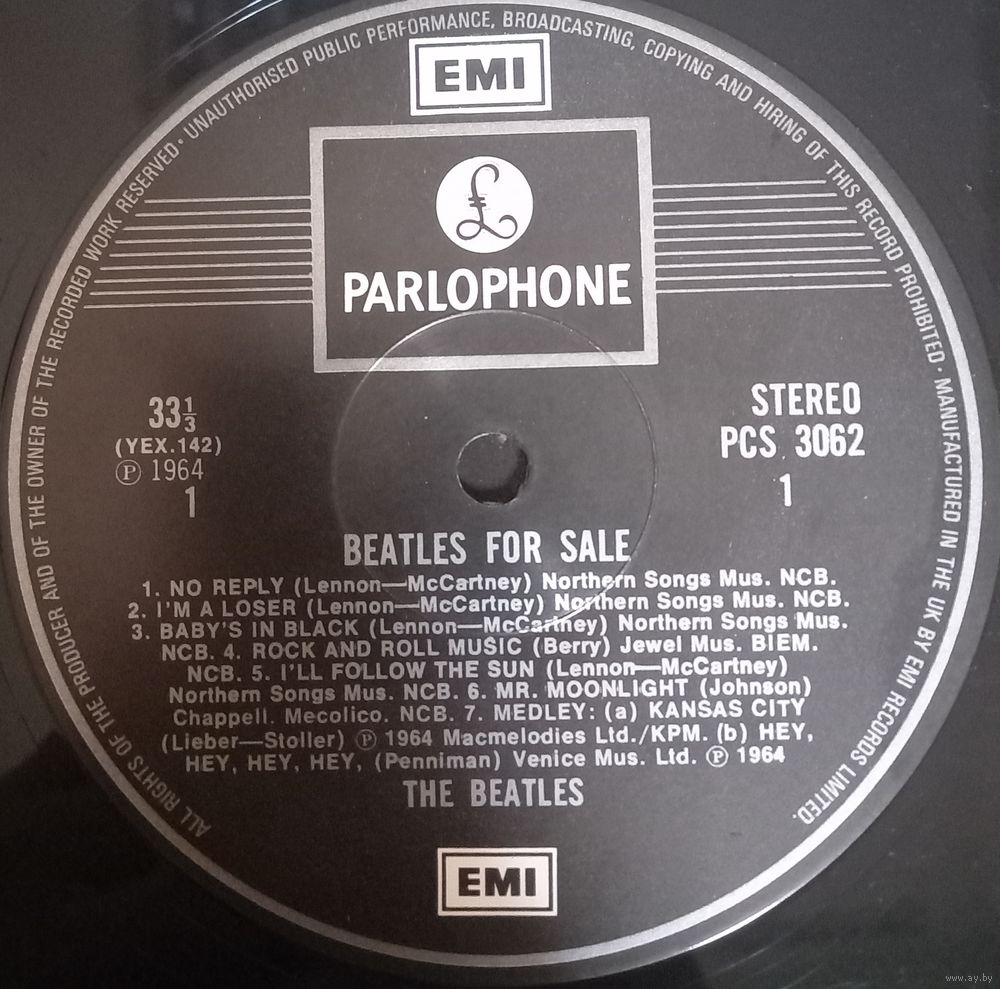 ALL RIGHTS OF THE PRODUCER AND OF THE OWNER OF THE RECORDED WORK RESERVED · UNAUTHORISED PUBLIC PERFORMANCE, BROADCASTING, COPYING AND HIRING OF THIS RECORD PROHIBITED · MANUFACTURED IN THE UK BY EMI RECORDS LIMITED.
EMI
£
PARLOPHONE
33⅓
(YEX.142)
℗ 1964
1
STEREO
PCS 3062
1
BEATLES FOR SALE
1. NO REPLY (Lennon—McCartney) Northern Songs Mus. NCB.
2. I'M A LOSER (Lennon—McCartney) Northern Songs Mus. NCB.
3. BABY'S IN BLACK (Lennon—McCartney) Northern Songs Mus.
NCB. 4. ROCK AND ROLL MUSIC (Berry) Jewel Mus. BIEM.
NCB. 5. I'LL FOLLOW THE SUN (Lennon—McCartney)
Northern Songs Mus. NCB. 6. MR. MOONLIGHT (Johnson)
Chappell. Mecolico. NCB. 7. MEDLEY: (a) KANSAS CITY
(Lieber—Stoller) ℗ 1964 Macmelodies Ltd./KPM. (b) HEY,
HEY, HEY, HEY, (Penniman) Venice Mus. Ltd. ℗ 1964
THE BEATLES
EMI
www.ay.by